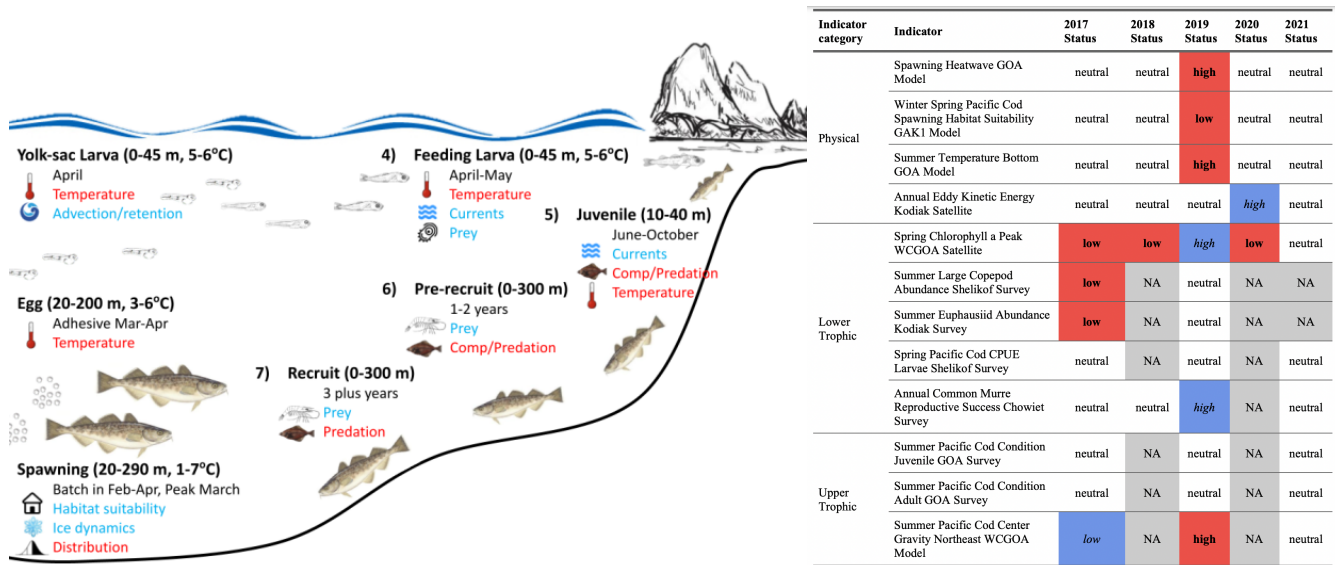 Yolk-sac Larva (0-45 m, 5-6°C)
April
Temperature
Advection/retention
4) Feeding Larva (0-45 m, 5-6°C)
April-May
Temperature
Currents
Prey
5) Juvenile (10-40 m)
June-October
Currents
Comp/Predation
Temperature
Egg (20-200 m, 3-6°C)
Adhesive Mar-Apr
Temperature
6) Pre-recruit (0-300 m)
1-2 years
Prey
Comp/Predation
7) Recruit (0-300 m)
3 plus years
Prey
Predation
Spawning (20-290 m, 1-7°C)
Batch in Feb-Apr, Peak March
Habitat suitability
Ice dynamics
Distribution
Indicator category Indicator 2017 Status 2018 Status 2019 Status 2020 Status 2021 Status
Physical
Spawning Heatwave GOA
Model
neutral neutral high neutral neutral
Winter Spring Pacific Cod
Spawning Habitat Suitability
GAK1 Model
neutral neutral low neutral neutral
Summer Temperature Bottom
GOA Model
neutral neutral high neutral neutral
Annual Eddy Kinetic Energy
Kodiak Satellite
neutral neutral neutral high neutral
Lower
Trophic
Spring Chlorophyll a Peak
WCGOA Satellite
low low high low neutral
Summer Large Copepod
Abundance Shelikof Survey
low NA neutral NA NA
Summer Euphausiid Abundance
Kodiak Survey
low NA neutral NA NA
Spring Pacific Cod CPUE
Larvae Shelikof Survey
neutral NA neutral NA neutral
Annual Common Murre
Reproductive Success Chowiet
Survey
neutral neutral high NA neutral
Upper
Trophic
Summer Pacific Cod Condition
Juvenile GOA Survey
neutral NA neutral NA neutral
Summer Pacific Cod Condition
Adult GOA Survey
neutral NA neutral NA neutral
Summer Pacific Cod Center
Gravity Northeast WCGOA
Model
low NA high NA neutral